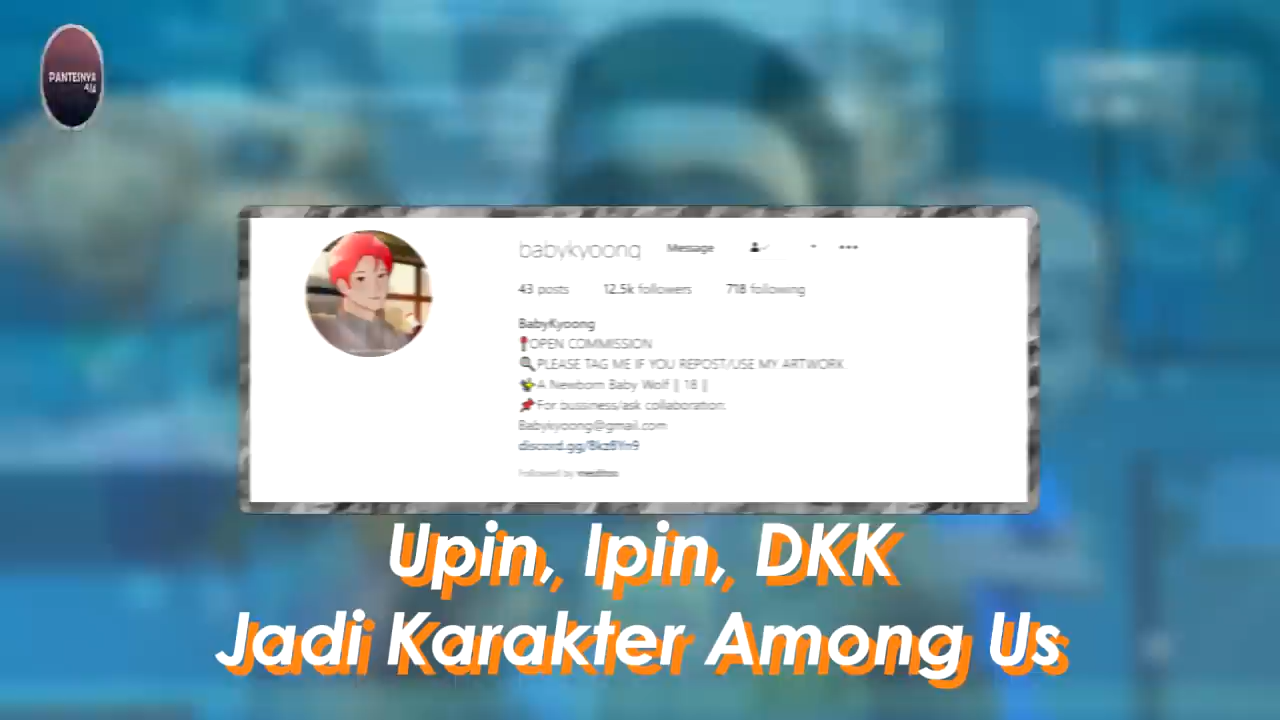 PANTESNYA
babykyoong Message •••
43 posts 12.5k followers 718 following
BabyKyoong
OPEN COMMISSION
PLEASE TAG ME IF YOU REPOST/USE MY ARTWORK
A Newborn Baby Wolf || 18 ||
For bussiness/ask collaboration:
Babykyoong@gmail.com
Followed by
Upin, Ipin, DKK
Jadi Karakter Among Us